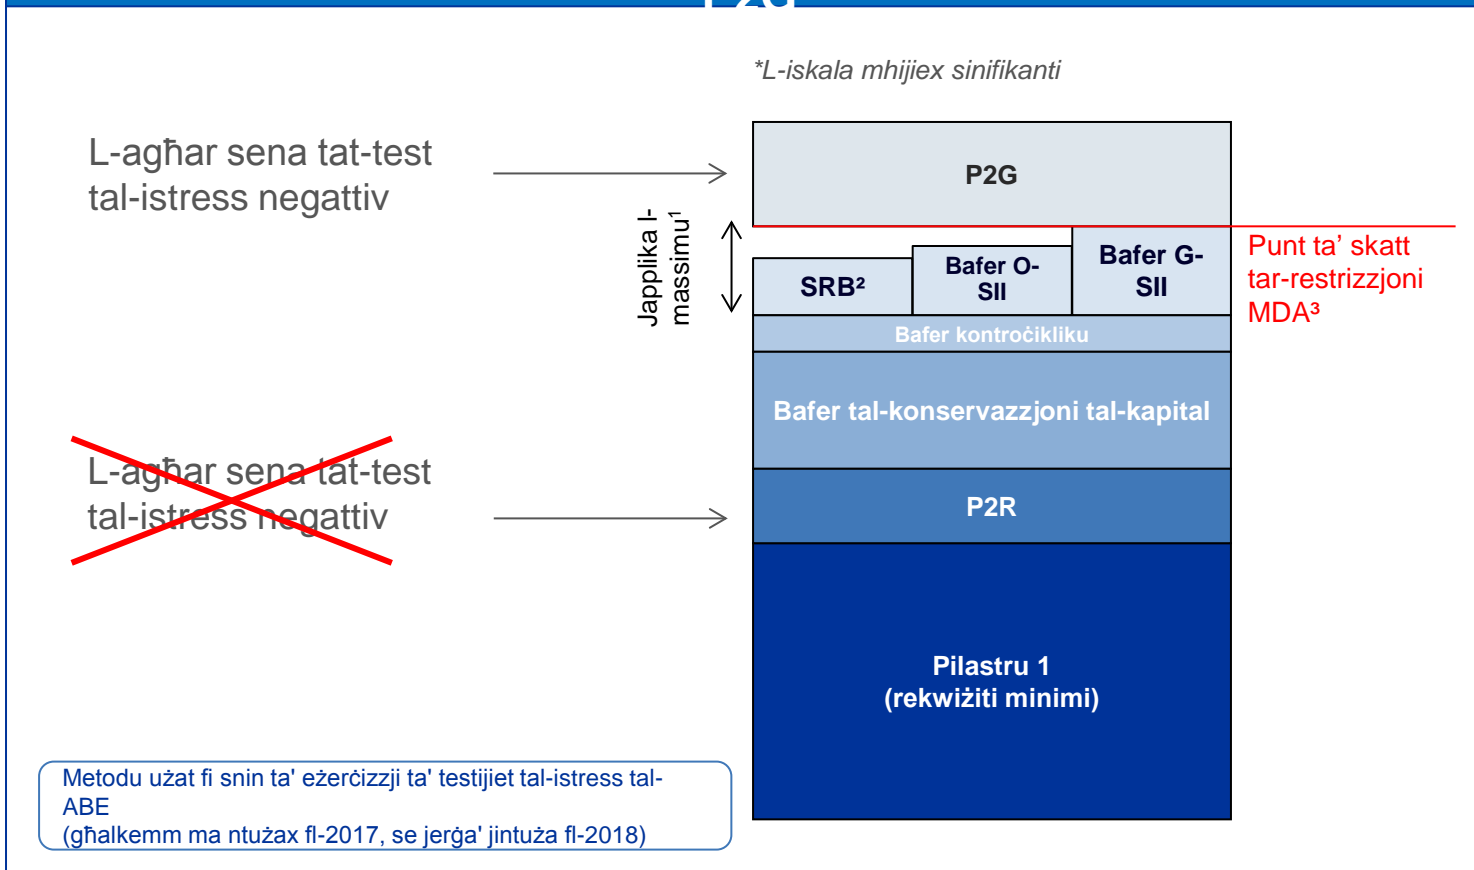 *L-iskala mhijiex sinifikanti
L-agħar sena tat-test
tal-istress negattiv
P2G
Japplika l-
massimu¹
SRB²
Bafer O-
SII
Bafer G-
SII
Punt ta' skatt
tar-restrizzjoni
MDA³
Bafer kontroċikliku
Bafer tal-konservazzjoni tal-kapital
L-agħar sena tat-test
tal-istress negattiv
P2R
Pilastru 1
(rekwiżiti minimi)
Metodu użat fi snin ta' eżerċizzji ta' testijiet tal-istress tal-
ABE
(għalkemm ma ntużax fl-2017, se jerġa' jintuża fl-2018)